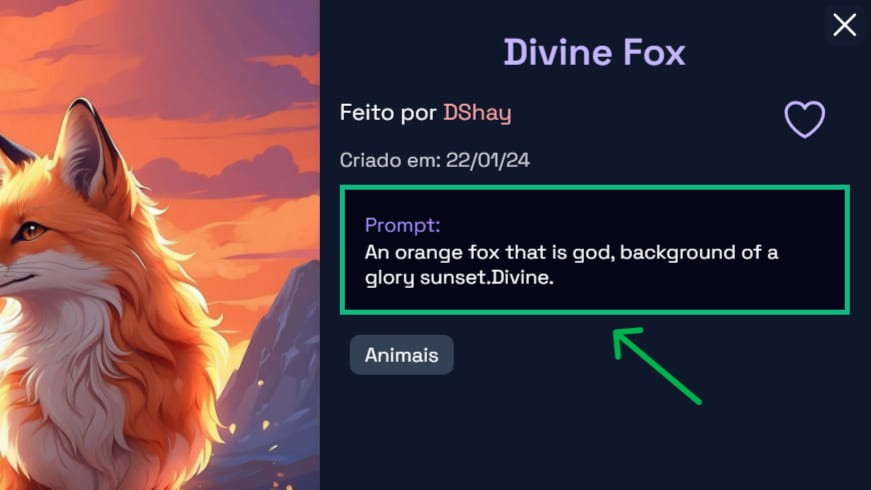 Divine Fox
Feito por DShay
Criado em: 22/01/24
Prompt:
An orange fox that is god, background of a
glory sunset.Divine.
Animais